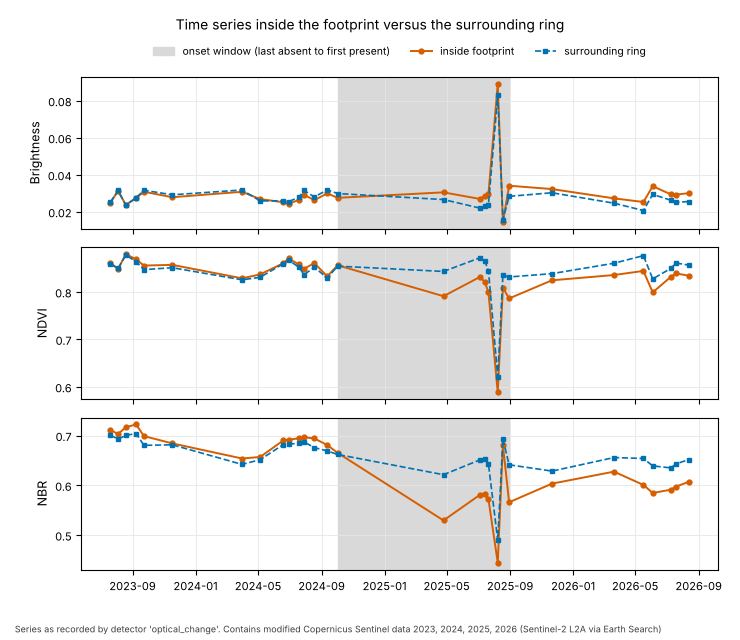 Time series inside the footprint versus the surrounding ring
onset window (last absent to first present) inside footprint surrounding ring
Brightness
0.08
0.06
0.04
0.02
NDVI
0.8
0.7
0.6
NBR
0.7
0.6
0.5
2023-09 2024-01 2024-05 2024-09 2025-01 2025-05 2025-09 2026-01 2026-05 2026-09
Series as recorded by detector 'optical_change'. Contains modified Copernicus Sentinel data 2023, 2024, 2025, 2026 (Sentinel-2 L2A via Earth Search)